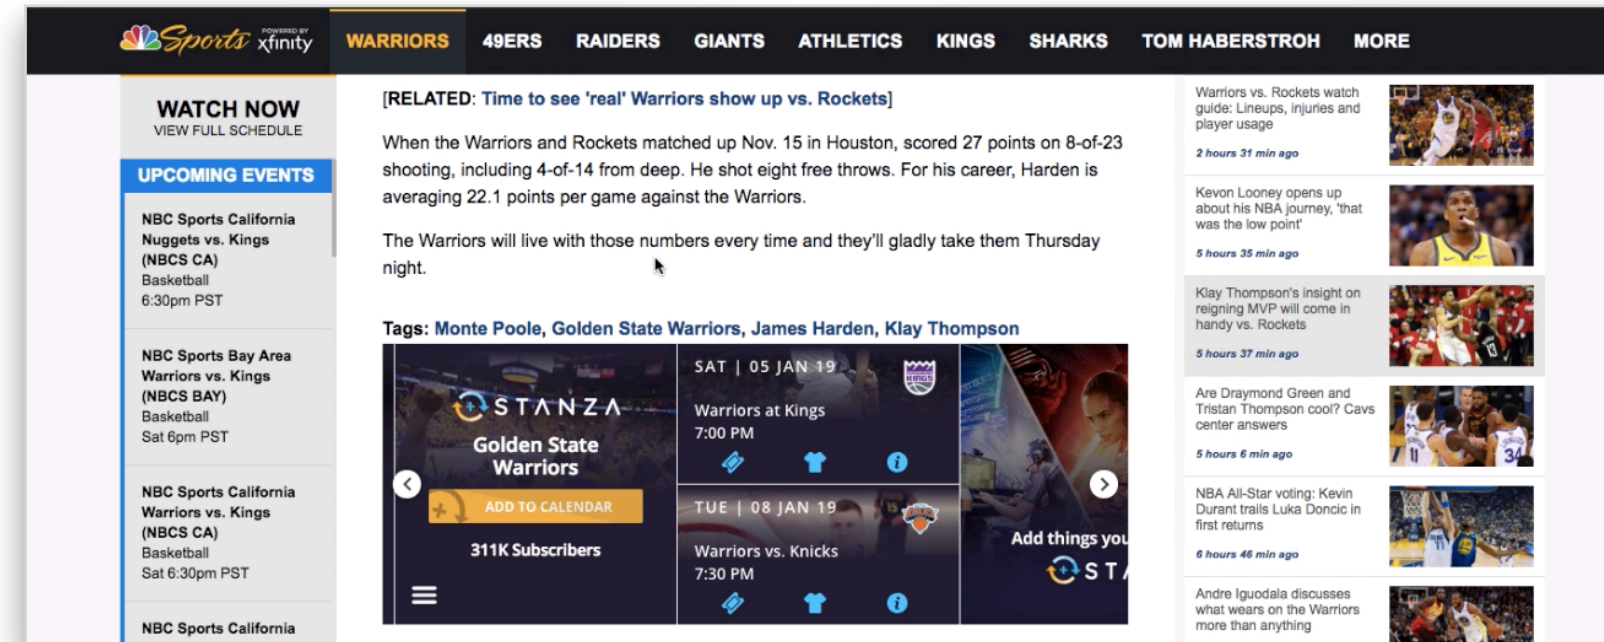 Sports POWERED BY xfinity
WARRIORS
49ERS
RAIDERS
GIANTS
ATHLETICS
KINGS
SHARKS
TOM HABERSTROH
MORE
WATCH NOW
VIEW FULL SCHEDULE
UPCOMING EVENTS
NBC Sports California
Nuggets vs. Kings
(NBCS CA)
Basketball
6:30pm PST
NBC Sports Bay Area
Warriors vs. Kings
(NBCS BAY)
Basketball
Sat 6pm PST
NBC Sports California
Warriors vs. Kings
(NBCS CA)
Basketball
Sat 6:30pm PST
NBC Sports California
[RELATED: Time to see 'real' Warriors show up vs. Rockets]
When the Warriors and Rockets matched up Nov. 15 in Houston, scored 27 points on 8-of-23
shooting, including 4-of-14 from deep. He shot eight free throws. For his career, Harden is
averaging 22.1 points per game against the Warriors.
The Warriors will live with those numbers every time and they'll gladly take them Thursday
night.
Tags: Monte Poole, Golden State Warriors, James Harden, Klay Thompson
STANZA
Golden State
Warriors
ADD TO CALENDAR
311K Subscribers
SAT | 05 JAN 19
KINGS
Warriors at Kings
7:00 PM
TUE | 08 JAN 19
Warriors vs. Knicks
7:30 PM
Add things you
STA
Warriors vs. Rockets watch
guide: Lineups, injuries and
player usage
2 hours 31 min ago
Kevon Looney opens up
about his NBA journey, 'that
was the low point'
5 hours 35 min ago
Klay Thompson's insight on
reigning MVP will come in
handy vs. Rockets
5 hours 37 min ago
13
Are Draymond Green and
Tristan Thompson cool? Cavs
center answers
5 hours 6 min ago
11
34
NBA All-Star voting: Kevin
Durant trails Luka Doncic in
first returns
6 hours 46 min ago
Andre Iguodala discusses
what wears on the Warriors
more than anything